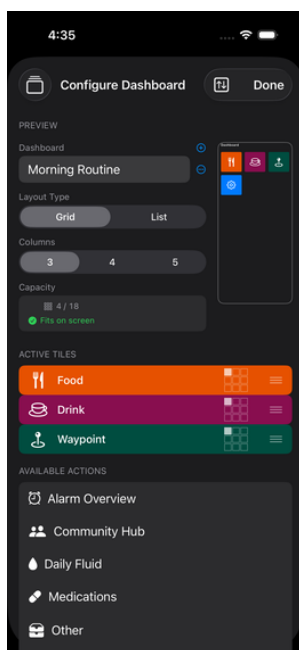 4:35
Configure Dashboard
Done
PREVIEW
Dashboard
Morning Routine
Layout Type
Grid List
Columns
3 4 5
Capacity
4 / 18
Fits on screen
Dashboard
ACTIVE TILES
Food
Drink
Waypoint
AVAILABLE ACTIONS
Alarm Overview
Community Hub
Daily Fluid
Medications
Other